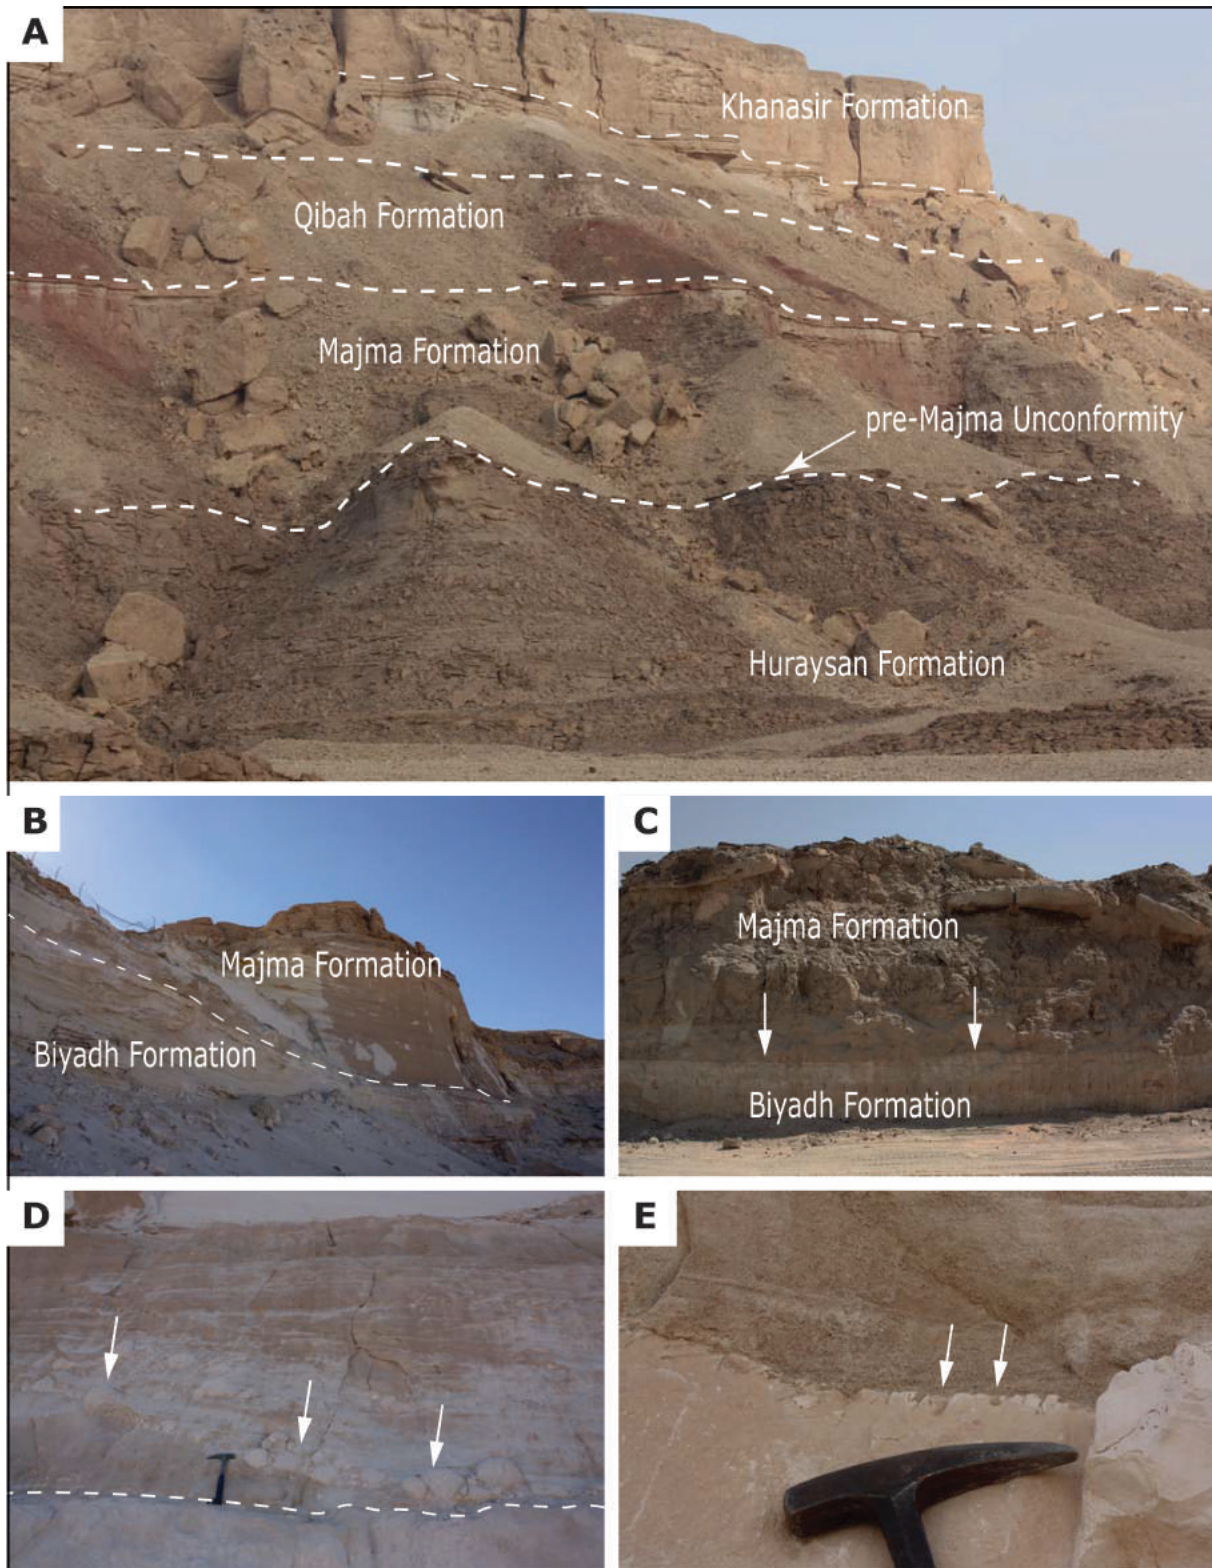 A
Khanasir Formation
Qibah Formation
Majma Formation
pre-Majma Unconformity
Huraysan Formation
B
Majma Formation
Biyadh Formation
C
Majma Formation
Biyadh Formation
D
E